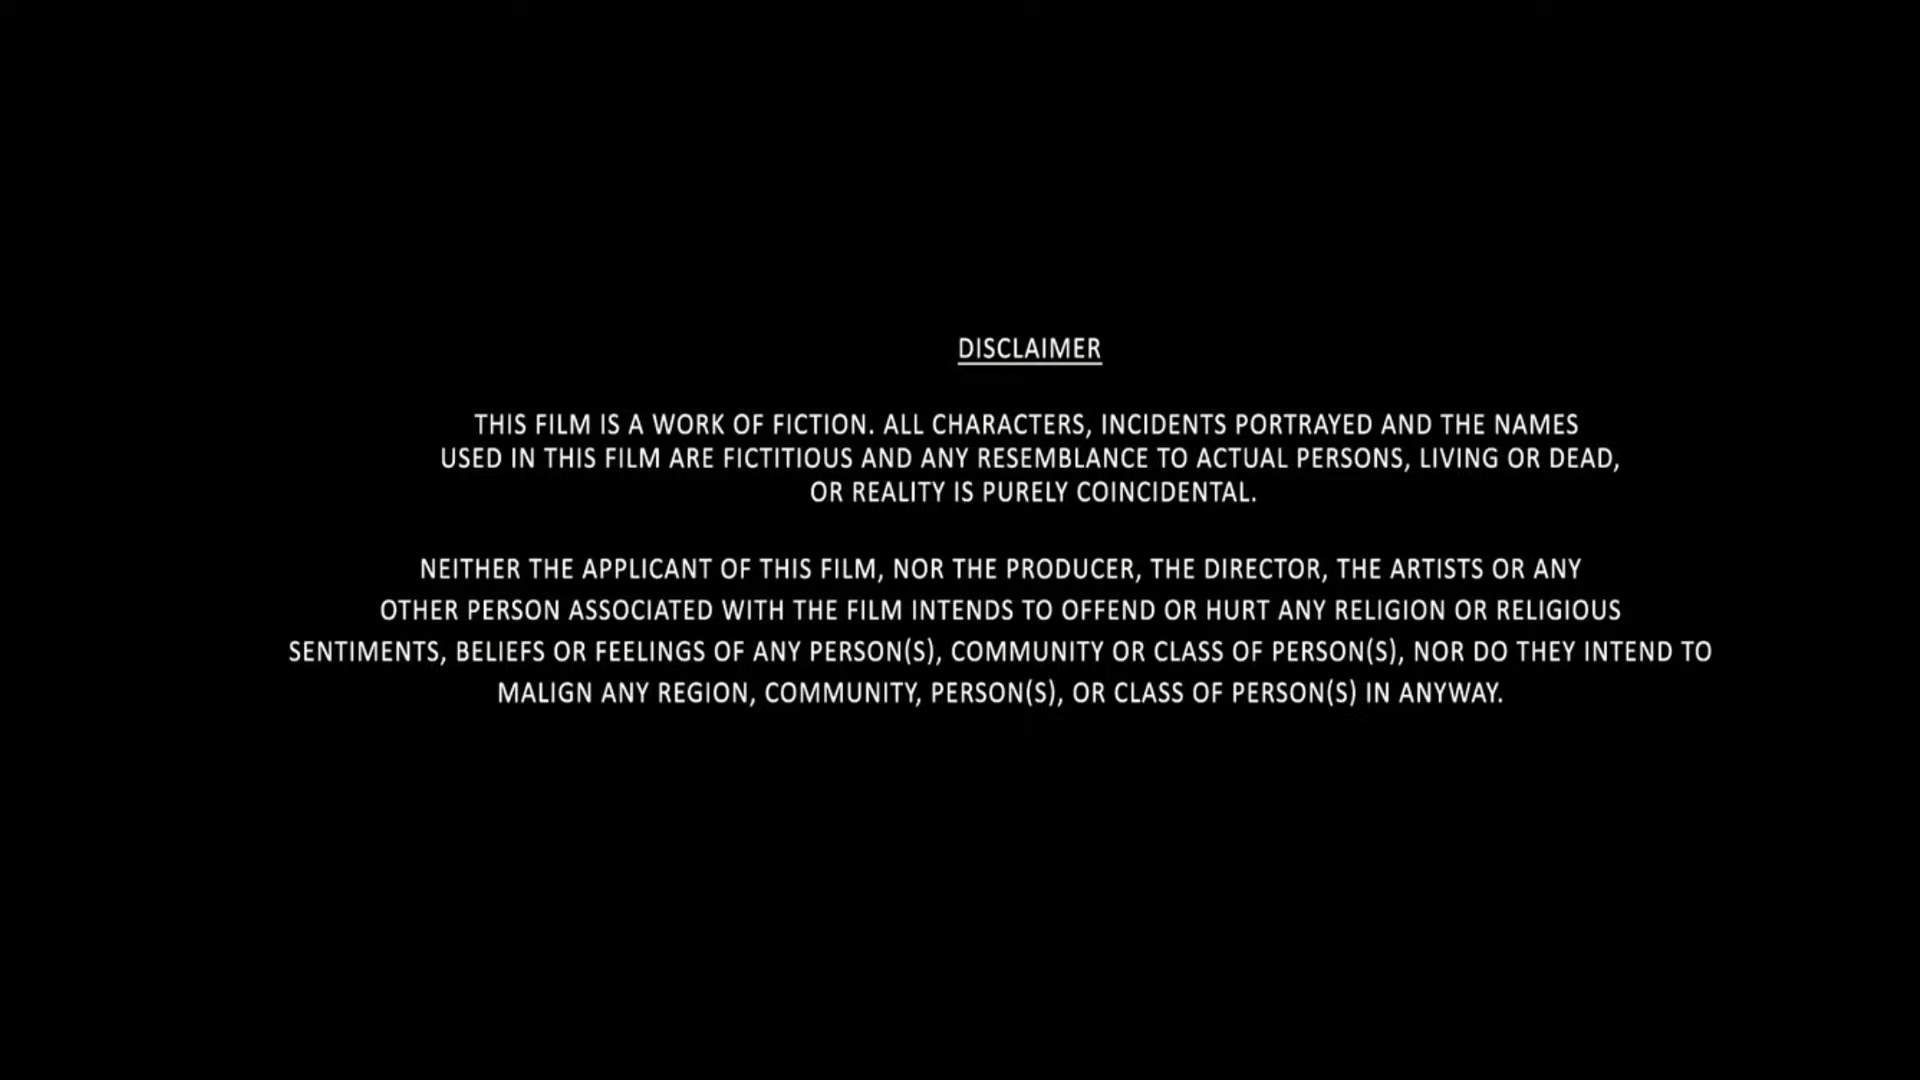 DISCLAIMER
THIS FILM IS A WORK OF FICTION. ALL CHARACTERS, INCIDENTS PORTRAYED AND THE NAMES
USED IN THIS FILM ARE FICTITIOUS AND ANY RESEMBLANCE TO ACTUAL PERSONS, LIVING OR DEAD,
OR REALITY IS PURELY COINCIDENTAL.
NEITHER THE APPLICANT OF THIS FILM, NOR THE PRODUCER, THE DIRECTOR, THE ARTISTS OR ANY
OTHER PERSON ASSOCIATED WITH THE FILM INTENDS TO OFFEND OR HURT ANY RELIGION OR RELIGIOUS
SENTIMENTS, BELIEFS OR FEELINGS OF ANY PERSON(S), COMMUNITY OR CLASS OF PERSON(S), NOR DO THEY INTEND TO
MALIGN ANY REGION, COMMUNITY, PERSON(S), OR CLASS OF PERSON(S) IN ANYWAY.